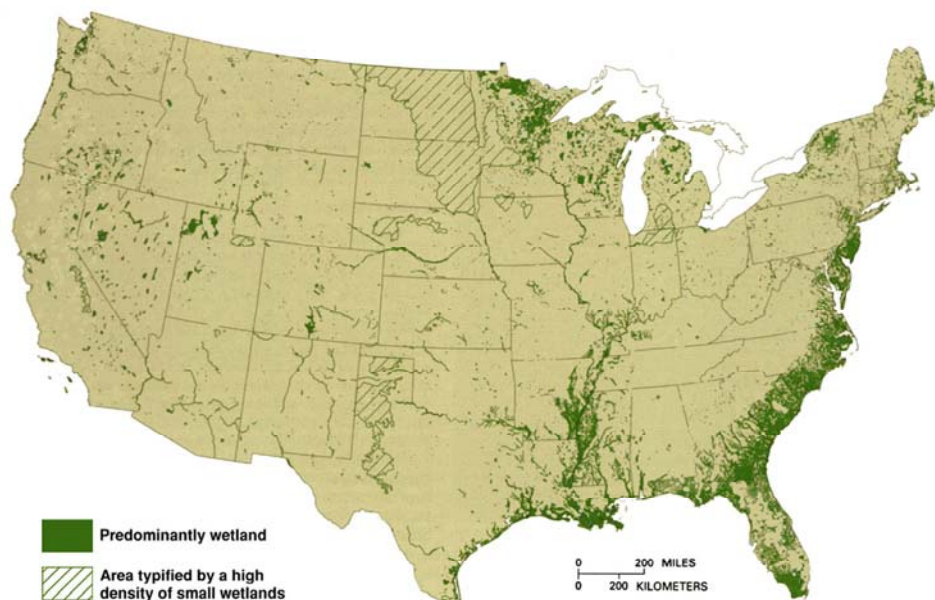 Predominantly wetland
Area typified by a high
density of small wetlands
0 200 MILES
0 200 KILOMETERS